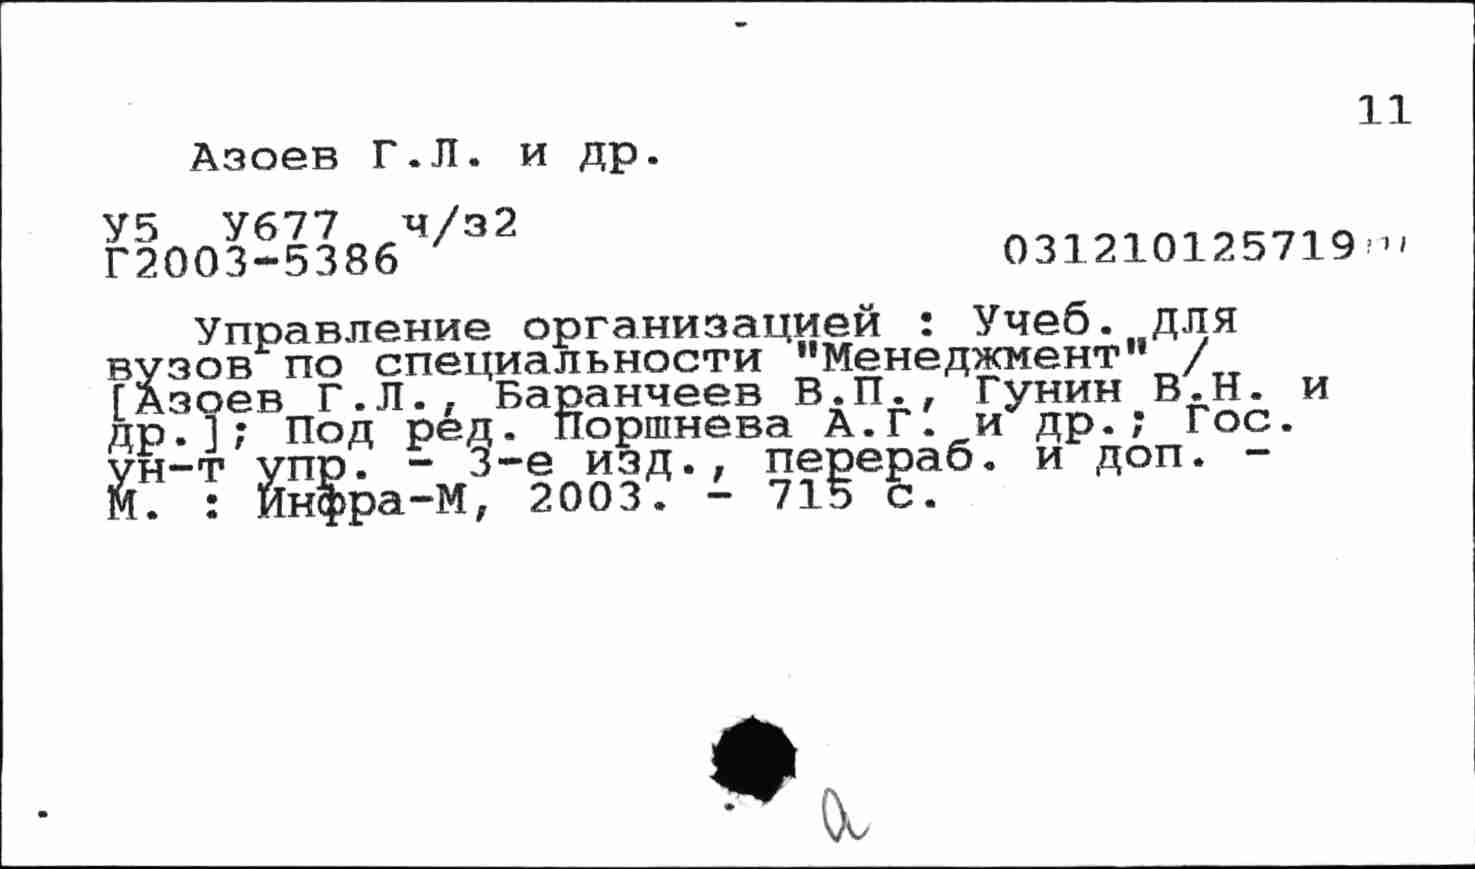 11
Азоев Г.Л. и др.
У5 У677 ч/з2
Г2003-5386
031210125719
Управление организацией : Учеб. для
вузов по специальности "Менеджмент" /
[Азоев Г.Л., Баранчеев В.П., Гунин В.Н. и
др.]; Под ред. Поршнева А.Г. и др.; Гос.
ун-т упр. - 3-е изд., перераб. и доп. -
М. : Инфра-М, 2003. - 715 с.
а